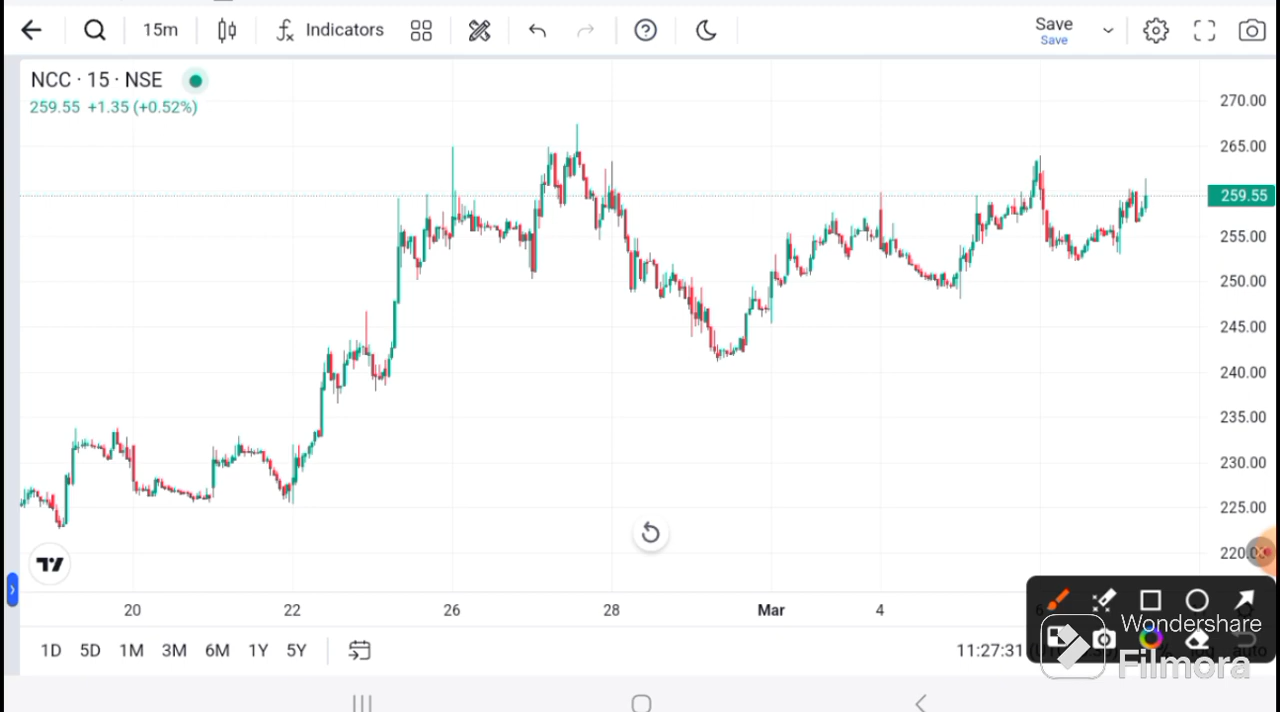 15m
Indicators
Save
Save
NCC · 15 · NSE
259.55 +1.35 (+0.52%)
270.00
265.00
259.55
255.00
250.00
245.00
240.00
235.00
230.00
225.00
20
22
26
28
Mar
4
1D 5D 1M 3M 6M 1Y 5Y
11:27:31
auto
Wondershare
Filmora